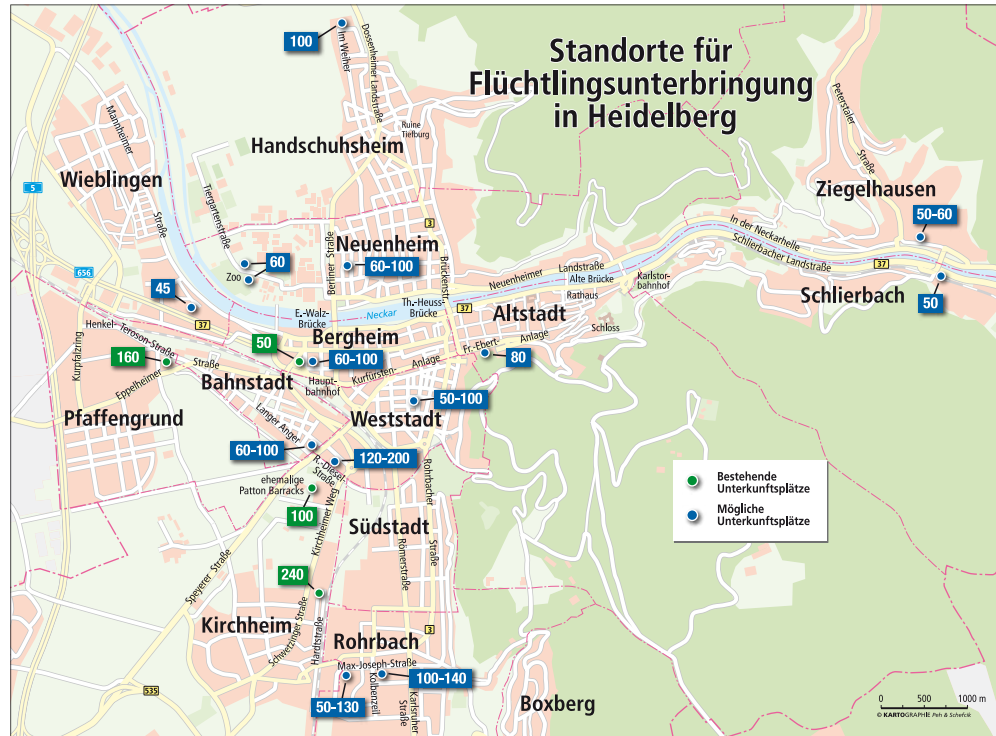 Standorte für
Flüchtlingsunterbringung
in Heidelberg
100
Im Weiher
Dossenheimer Landstraße
Ruine
Tiefburg
Handschuhsheim
Peterstaler
Straße
Ziegelhausen
50-60
Mannheimer
Straße
Wieblingen
5
Tiergartenstraße
3
Neuenheim
60-100
Berliner Straße
Brückenstr.
60
Zoo
In der Neckarhelle
Schlierbacher Landstraße
37
Schlierbach
50
656
45
Neuenheimer
Landstraße
Alte Brücke
Karlstor-
bahnhof
37
Rathaus
Altstadt
Schloss
E.-Walz-
Brücke
Neckar
Th.-Heuss-
Brücke
37
Henkel-
Teroson-Straße
Straße
Kurpfalzring
160
Eppelheimer
50
Bergheim
60-100
Fr.-Ebert-
Anlage
80
Bahnstadt
Haupt-
bahnhof
Kurfürsten-
Anlage
Pfaffengrund
Langer Anger
Weststadt
50-100
60-100
120-200
R.-Diesel-
Straße
ehemalige
Patton Barracks
100
Kirchheimer Weg
Rohrbacher
Straße
Südstadt
Römerstraße
Speyerer Straße
240
Kirchheim
Schwetzinger Straße
Hardtstraße
3
Rohrbach
Max-Joseph-Straße
100-140
50-130
Kolbenzeil
Karlsruher
Straße
Boxberg
535
Bestehende
Unterkunftsplätze
Mögliche
Unterkunftsplätze
0 500 1000 m
© KARTOGRAPHIE Peh & Schefcik